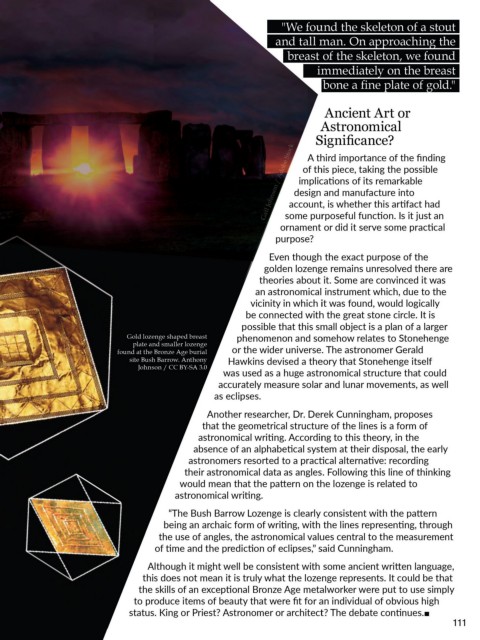 "We found the skeleton of a stout
and tall man. On approaching the
breast of the skeleton, we found
immediately on the breast
bone a fine plate of gold."
Ancient Art or
Astronomical
Significance?
A third importance of the finding
of this piece, taking the possible
implications of its remarkable
design and manufacture into
account, is whether this artifact had
some purposeful function. Is it just an
ornament or did it serve some practical
purpose?
Even though the exact purpose of the
golden lozenge remains unresolved there are
theories about it. Some are convinced it was
an astronomical instrument which, due to the
vicinity in which it was found, would logically
be connected with the great stone circle. It is
possible that this small object is a plan of a larger
phenomenon and somehow relates to Stonehenge
or the wider universe. The astronomer Gerald
Hawkins devised a theory that Stonehenge itself
was used as a huge astronomical structure that could
accurately measure solar and lunar movements, as well
as eclipses.
Gold lozenge shaped breast
plate and smaller lozenge
found at the Bronze Age burial
site Bush Barrow. Anthony
Johnson / CC BY-SA 3.0
Another researcher, Dr. Derek Cunningham, proposes
that the geometrical structure of the lines is a form of
astronomical writing. According to this theory, in the
absence of an alphabetical system at their disposal, the early
astronomers resorted to a practical alternative: recording
their astronomical data as angles. Following this line of thinking
would mean that the pattern on the lozenge is related to
astronomical writing.
"The Bush Barrow Lozenge is clearly consistent with the pattern
being an archaic form of writing, with the lines representing, through
the use of angles, the astronomical values central to the measurement
of time and the prediction of eclipses," said Cunningham.
Although it might well be consistent with some ancient written language,
this does not mean it is truly what the lozenge represents. It could be that
the skills of an exceptional Bronze Age metalworker were put to use simply
to produce items of beauty that were fit for an individual of obvious high
status. King or Priest? Astronomer or architect? The debate continues.■
111